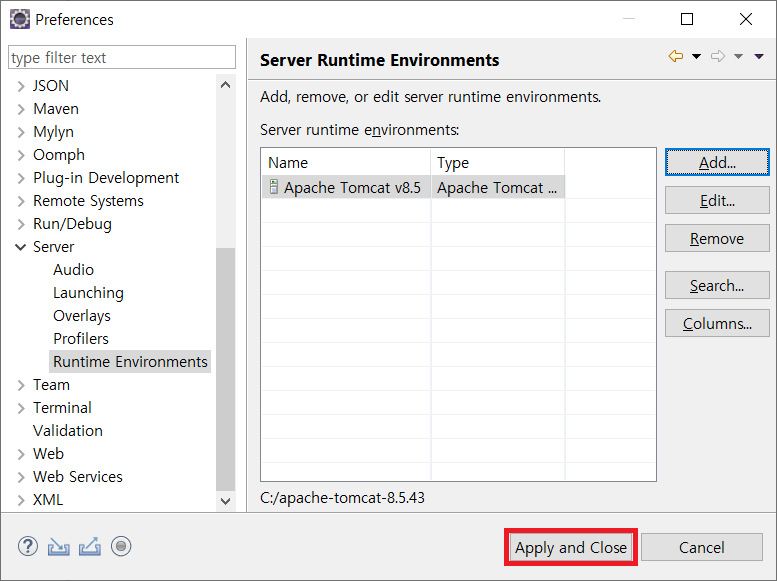 Preferences
type filter text
JSON
Maven
Mylyn
Oomph
Plug-in Development
Remote Systems
Run/Debug
Server
Audio
Launching
Overlays
Profilers
Runtime Environments
Team
Terminal
Validation
Web
Web Services
XML
Server Runtime Environments
Add, remove, or edit server runtime environments.
Server runtime environments:
Name Type
Apache Tomcat v8.5 Apache Tomcat ...
Add...
Edit...
Remove
Search...
Columns...
C:/apache-tomcat-8.5.43
Apply and Close Cancel